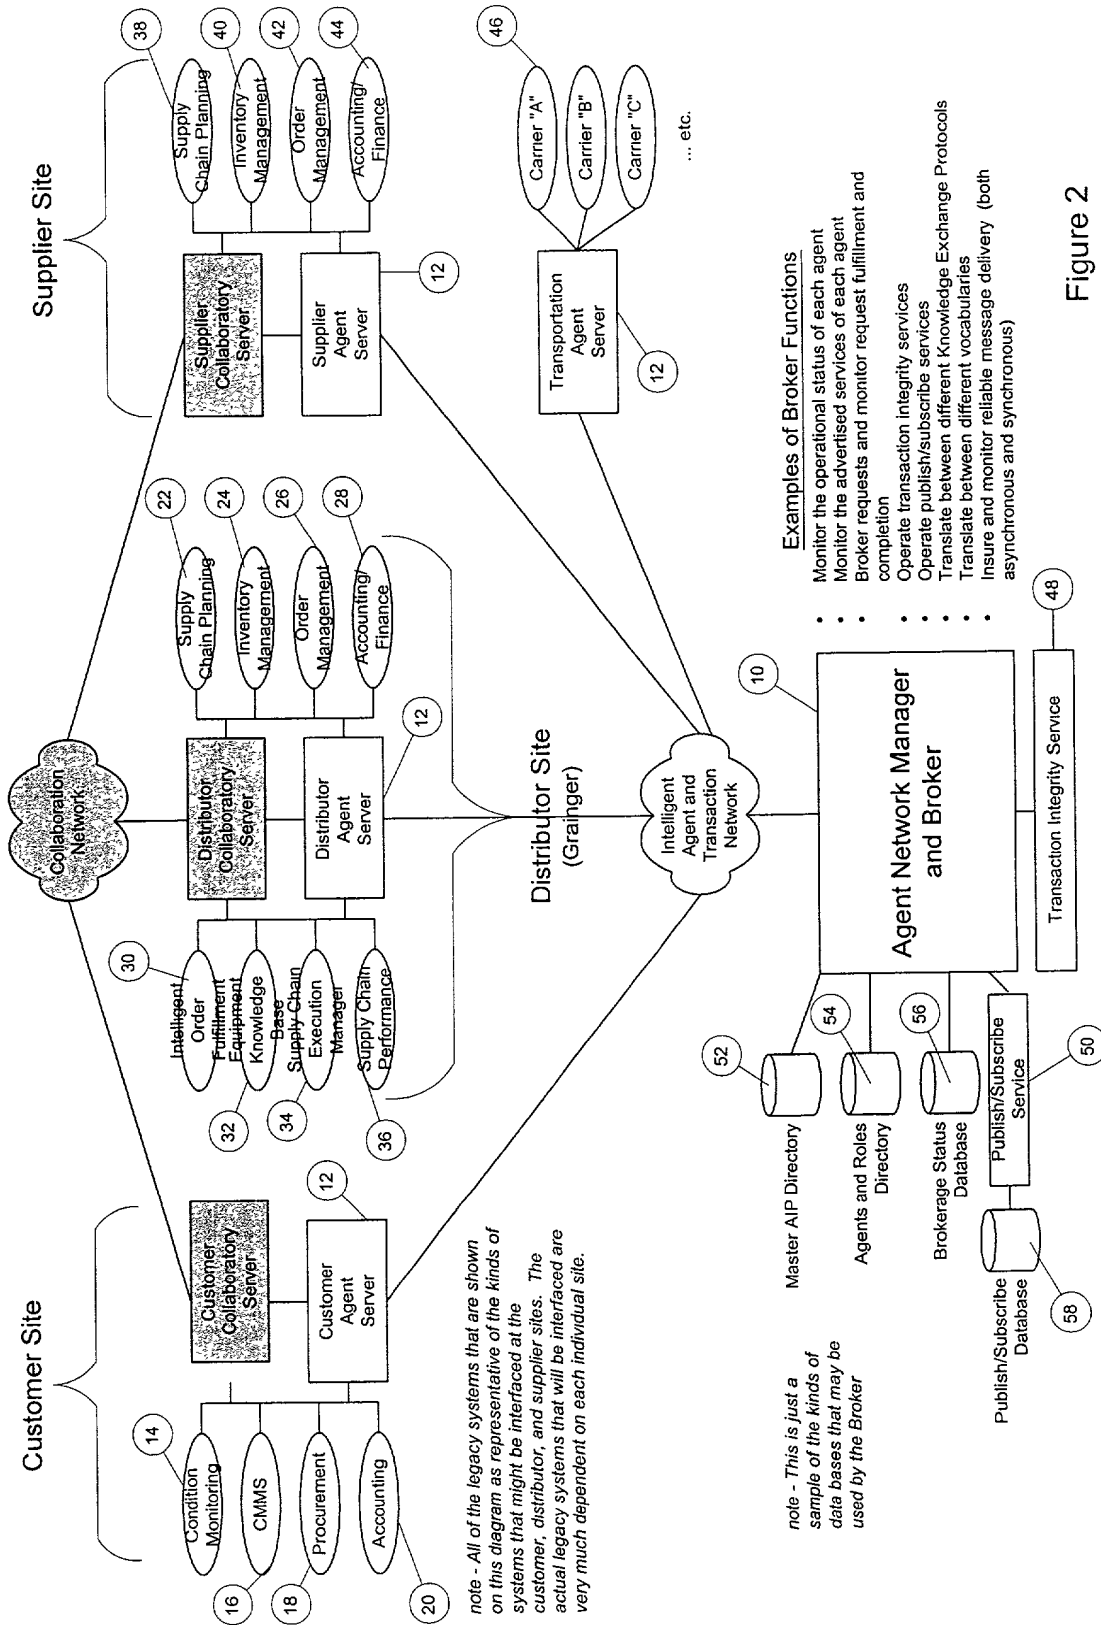 Customer Site
14
Condition
Monitoring
CMMS
16
Procurement
18
Accounting
20
Customer
Collaboratory
Server
Customer
Agent
Server
12
note - All of the legacy systems that are shown
on this diagram as representative of the kinds of
systems that might be interfaced at the
customer, distributor, and supplier sites. The
actual legacy systems that will be interfaced are
very much dependent on each individual site.
Collaboration
Network
30
Intelligent
Order
Fulfillment
Equipment
Knowledge
Base
32
Supply Chain
Execution
Manager
34
Supply Chain
Performance
36
Distributor
Collaboratory
Server
Distributor
Agent
Server
12
Supply
Chain Planning
22
Inventory
Management
24
Order
Management
26
Accounting/
Finance
28
Distributor Site
(Grainger)
Supplier Site
Supplier
Collaboratory
Server
Supplier
Agent
Server
12
Supply
Chain Planning
38
Inventory
Management
40
Order
Management
42
Accounting/
Finance
44
Intelligent
Agent and
Transaction
Network
Transportation
Agent
Server
12
Carrier "A"
46
Carrier "B"
Carrier "C"
... etc.
note - This is just a
sample of the kinds of
data bases that may be
used by the Broker
Master AIP Directory
52
Agents and Roles
Directory
54
Brokerage Status
Database
56
Publish/Subscribe
Database
58
Publish/Subscribe
Service
50
10
Agent Network Manager
and Broker
Transaction Integrity Service
48
Examples of Broker Functions
• Monitor the operational status of each agent
• Monitor the advertised services of each agent
• Broker requests and monitor request fulfillment and
completion
• Operate transaction integrity services
• Operate publish/subscribe services
• Translate between different Knowledge Exchange Protocols
• Translate between different vocabularies
• Insure and monitor reliable message delivery (both
asynchronous and synchronous)
Figure 2